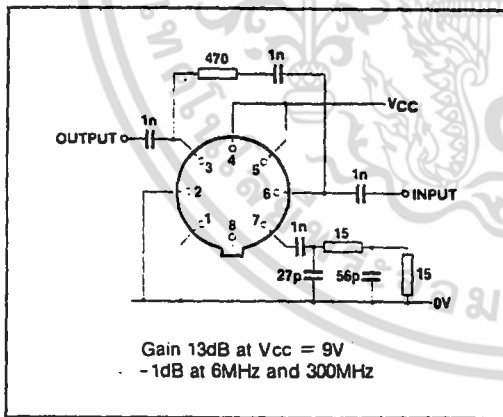 470
1n
1n
OUTPUT
VCC
3
4
5
2
6
1
8
7
1n
INPUT
1n
15
27p
56p
15
0V
Gain 13dB at Vcc = 9V
-1dB at 6MHz and 300MHz